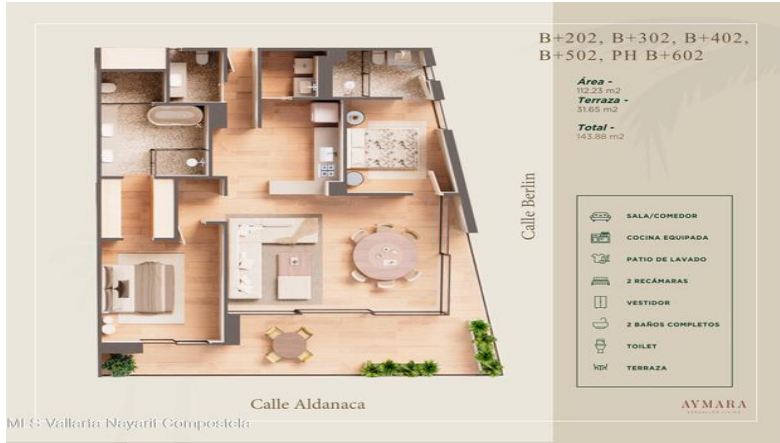 B+202, B+302, B+402,
B+502, PH B+602
Área -
112.23 m2
Terraza -
31.65 m2
Total -
143.88 m2
Calle Berlin
SALA/COMEDOR
COCINA EQUIPADA
PATIO DE LAVADO
2 RECÁMARAS
VESTIDOR
2 BAÑOS COMPLETOS
TOILET
TERRAZA
Calle Aldanaca
AYMARA
MLS Vallarta Nayarit Compostela